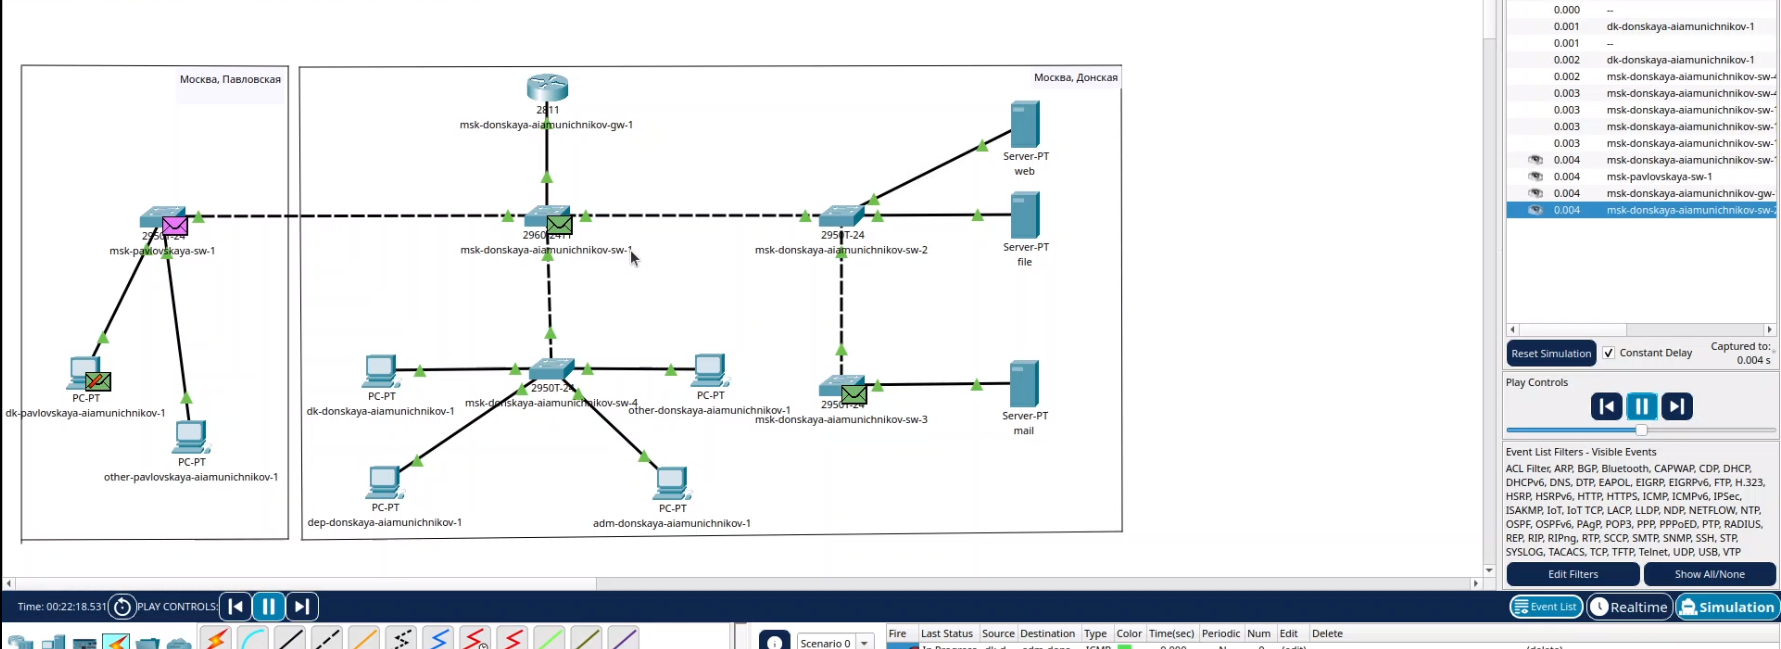 Москва, Павловская
Москва, Донская
2811
msk-donskaya-aiamunichnikov-gw-1
Server-PT
web
2950T-24
msk-pavlovskaya-sw-1
msk-donskaya-aiamunichnikov-sw-1
2950T-24
msk-donskaya-aiamunichnikov-sw-2
Server-PT
file
PC-PT
dk-pavlovskaya-aiamunichnikov-1
PC-PT
other-pavlovskaya-aiamunichnikov-1
PC-PT
dk-donskaya-aiamunichnikov-1
2950T-24
msk-donskaya-aiamunichnikov-sw-4
PC-PT
other-donskaya-aiamunichnikov-1
2950T-24
msk-donskaya-aiamunichnikov-sw-3
Server-PT
mail
PC-PT
dep-donskaya-aiamunichnikov-1
PC-PT
adm-donskaya-aiamunichnikov-1
0.000 --
0.001 dk-donskaya-aiamunichnikov-1
0.001 --
0.002 dk-donskaya-aiamunichnikov-1
0.002 msk-donskaya-aiamunichnikov-sw-
0.003 msk-donskaya-aiamunichnikov-sw-
0.003 msk-donskaya-aiamunichnikov-sw-
0.003 msk-donskaya-aiamunichnikov-sw-
0.003 msk-donskaya-aiamunichnikov-sw-
0.004 msk-donskaya-aiamunichnikov-sw-
0.004 msk-pavlovskaya-sw-1
0.004 msk-donskaya-aiamunichnikov-gw-
0.004 msk-donskaya-aiamunichnikov-sw-
Reset Simulation
Constant Delay
Captured to:
0.004 s
Play Controls
Event List Filters - Visible Events
ACL Filter, ARP, BGP, Bluetooth, CAPWAP, CDP, DHCP,
DHCPv6, DNS, DTP, EAPOL, EIGRP, EIGRPv6, FTP, H.323,
HSRP, HSRPv6, HTTP, HTTPS, ICMP, ICMPv6, IPSec,
ISAKMP, IoT, IoT TCP, LACP, LLDP, NDP, NETFLOW, NTP,
OSPF, OSPFv6, PAgP, POP3, PPP, PPPoED, PTP, RADIUS,
REP, RIP, RIPng, RTP, SCCP, SMTP, SNMP, SSH, STP,
SYSLOG, TACACS, TCP, TFTP, Telnet, UDP, USB, VTP
Edit Filters
Show All/None
Time: 00:22:18.531
PLAY CONTROLS:
Event List
Realtime
Simulation
Scenario 0
Fire Last Status Source Destination Type Color Time(sec) Periodic Num Edit Delete
In Progress dk-d... adm-dons... ICMP 0.000 N 0 (edit) (delete)